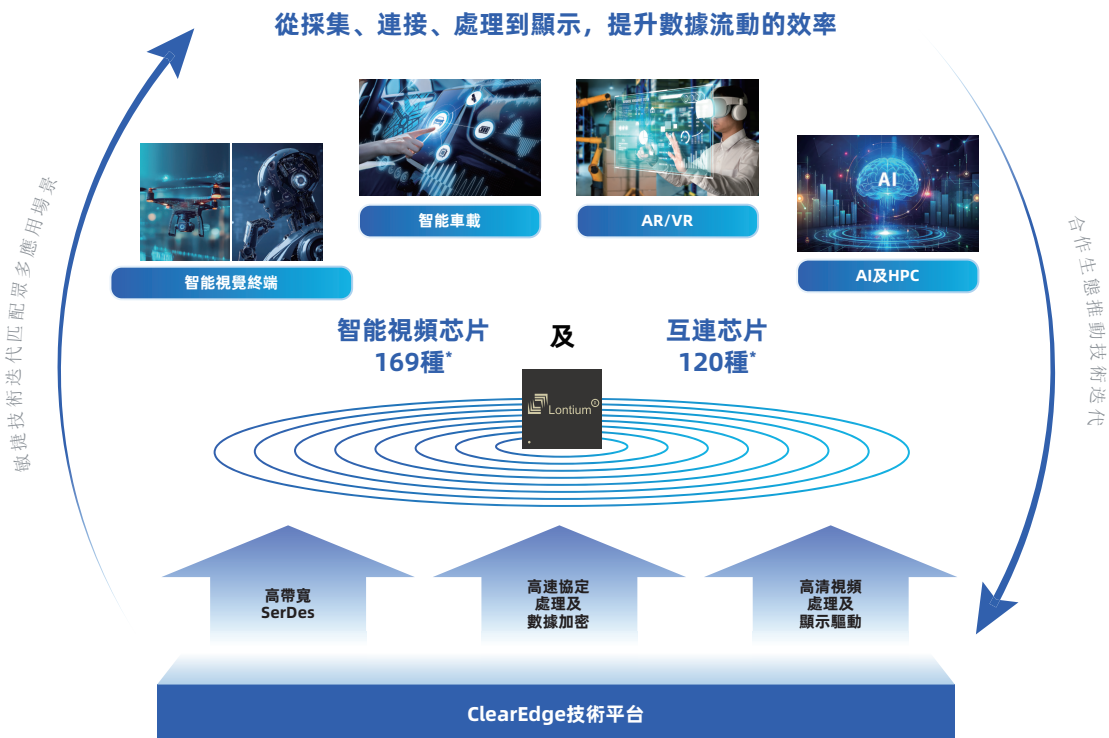 從採集、連接、處理到顯示，提升數據流動的效率
敏捷技術迭代匹配眾多應用場景
合作生態推動技術迭代
AI
智能視覺終端
智能車載
AR/VR
AI及HPC
智能視頻芯片
169種*
及
互連芯片
120種*
Lontium®
高帶寬
SerDes
高速協定
處理及
數據加密
高清視頻
處理及
顯示驅動
ClearEdge技術平台